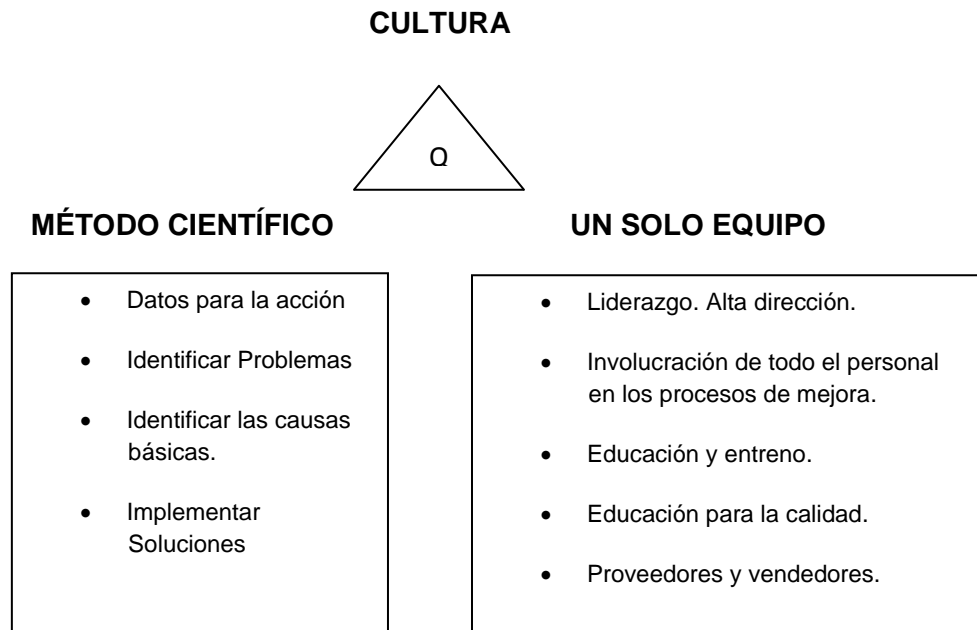 CULTURA
Q
MÉTODO CIENTÍFICO
UN SOLO EQUIPO
• Datos para la acción
• Identificar Problemas
• Identificar las causas
básicas.
• Implementar
Soluciones
• Liderazgo. Alta dirección.
• Involucración de todo el personal
en los procesos de mejora.
• Educación y entreno.
• Educación para la calidad.
• Proveedores y vendedores.